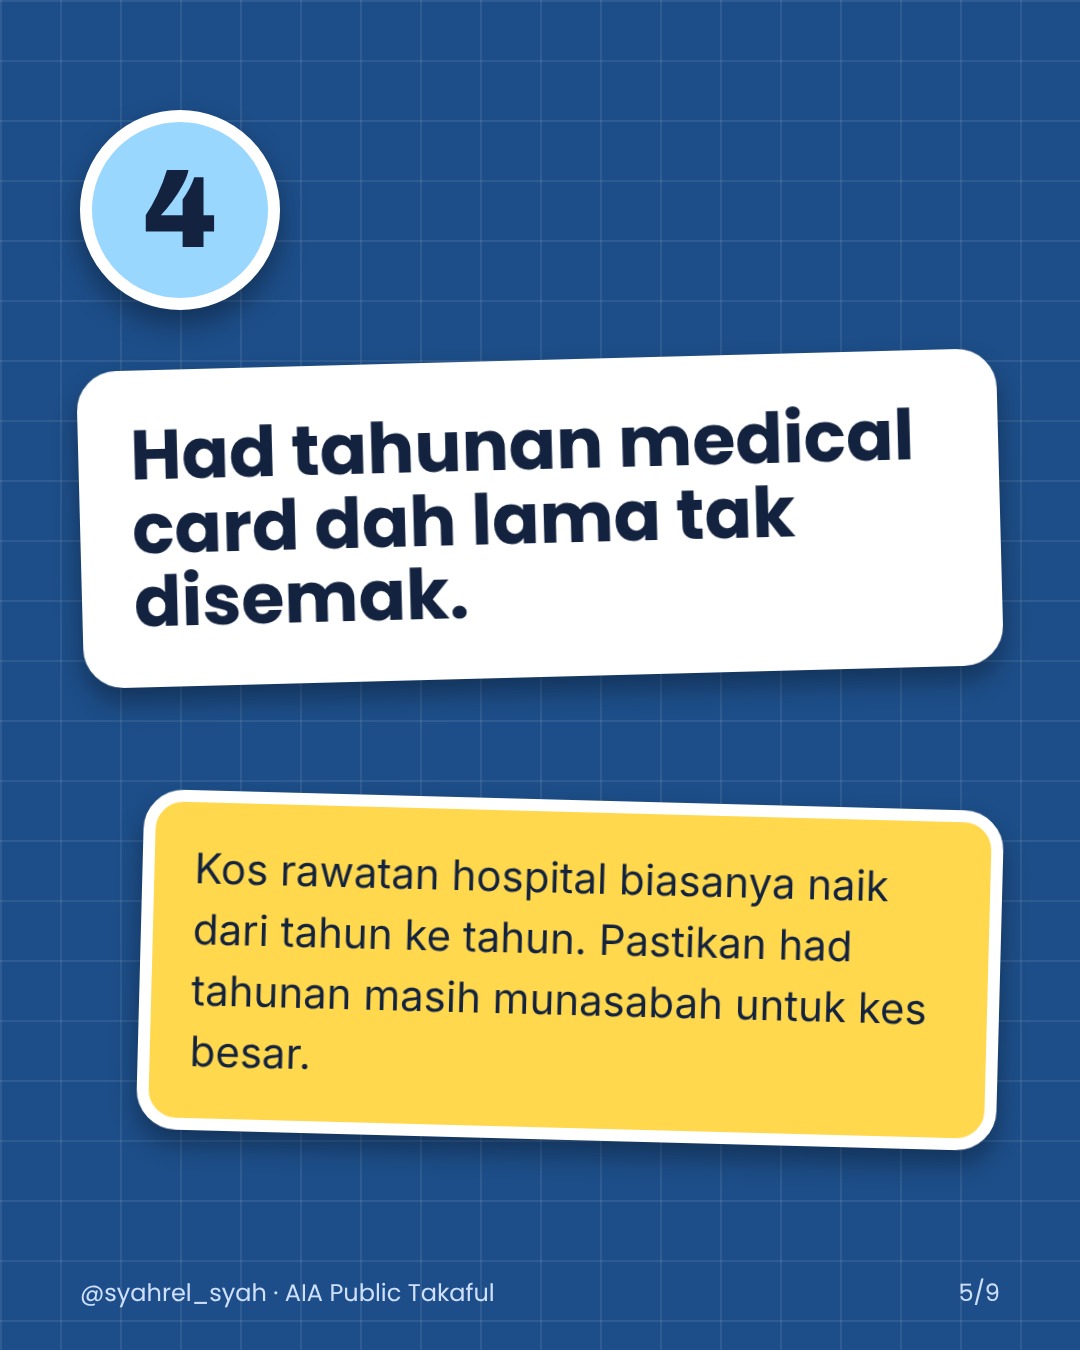 4
Had tahunan medical
card dah lama tak
disemak.
Kos rawatan hospital biasanya naik
dari tahun ke tahun. Pastikan had
tahunan masih munasabah untuk kes
besar.
@syahrel_syah · AIA Public Takaful
5/9